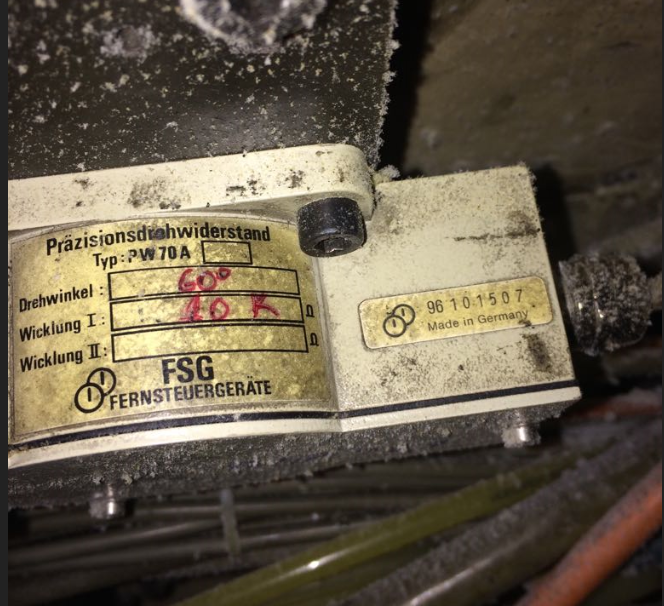 Präzisionsdrehwiderstand
Typ: PW 70 A
Drehwinkel: 60°
Wicklung I: 10 K Ω
Wicklung II: Ω
FSG
FERNSTEUERGERÄTE
96 101507
Made in Germany